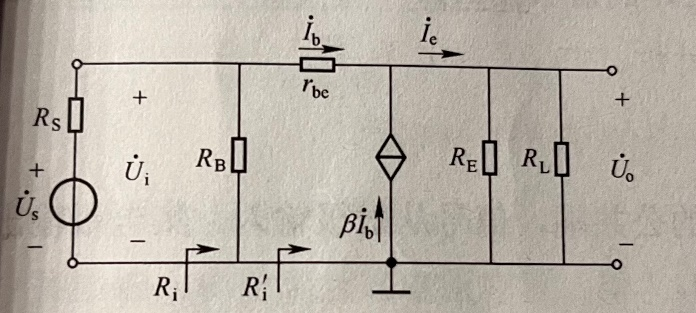 İb
İe
rbe
RS
+
+
RB
RE
RL
+
U̇i
U̇o
+
U̇s
−
−
βİb
−
Ri
R′i